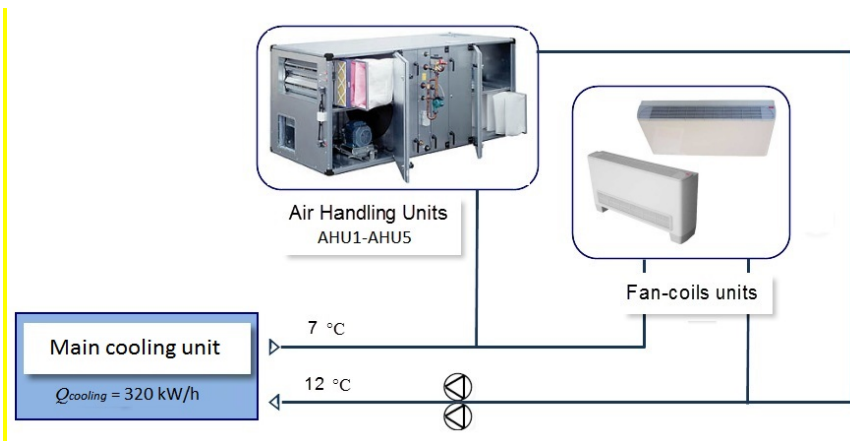 Air Handling Units
AHU1-AHU5
Fan-coils units
7 °C
Main cooling unit
12 °C
Qcooling = 320 kW/h